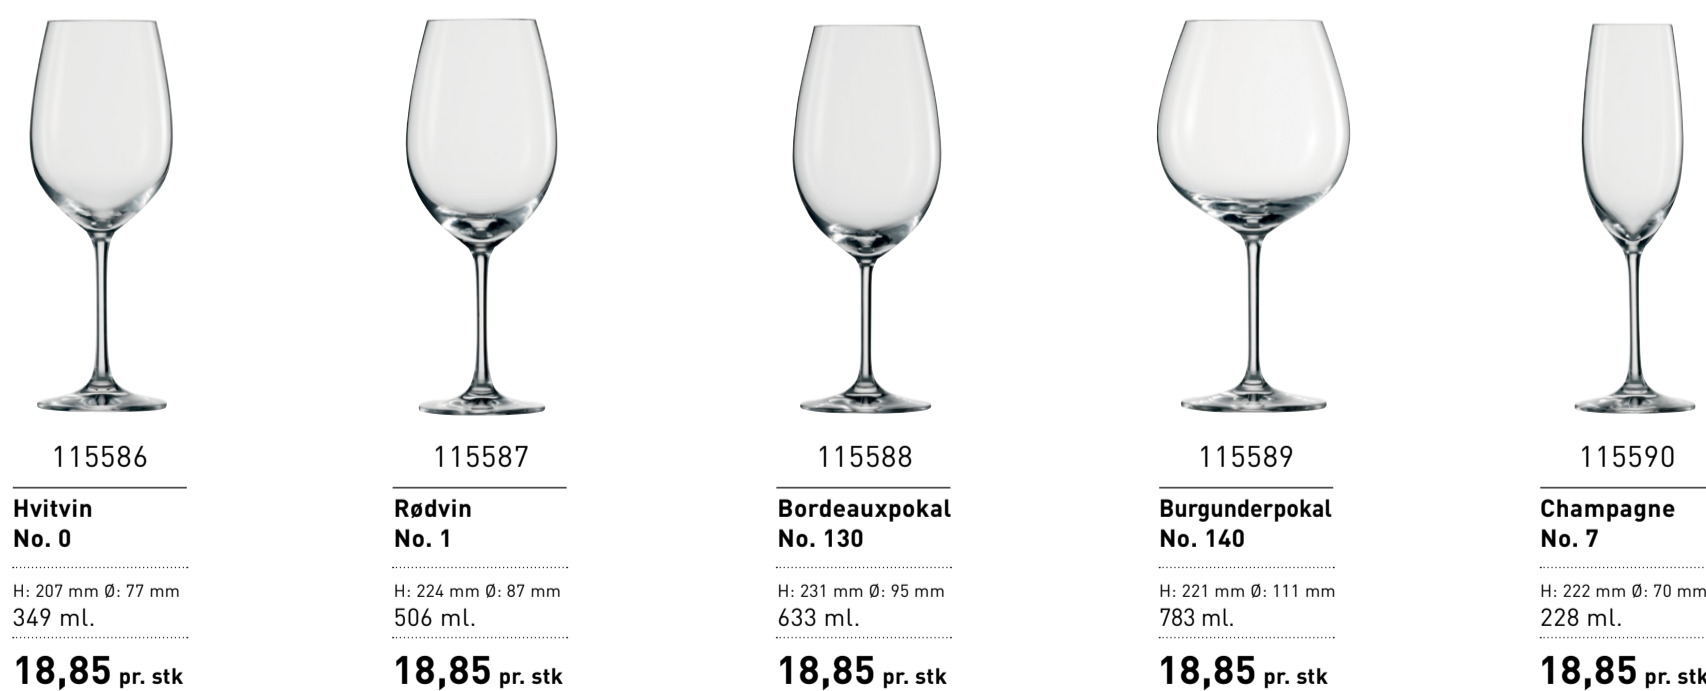 115586
Hvitvin
No. 0
H: 207 mm Ø: 77 mm
349 ml.
18,85 pr. stk
115587
Rødvin
No. 1
H: 224 mm Ø: 87 mm
506 ml.
18,85 pr. stk
115588
Bordeauxpokal
No. 130
H: 231 mm Ø: 95 mm
633 ml.
18,85 pr. stk
115589
Burgunderpokal
No. 140
H: 221 mm Ø: 111 mm
783 ml.
18,85 pr. stk
115590
Champagne
No. 7
H: 222 mm Ø: 70 mm
228 ml.
18,85 pr. stk